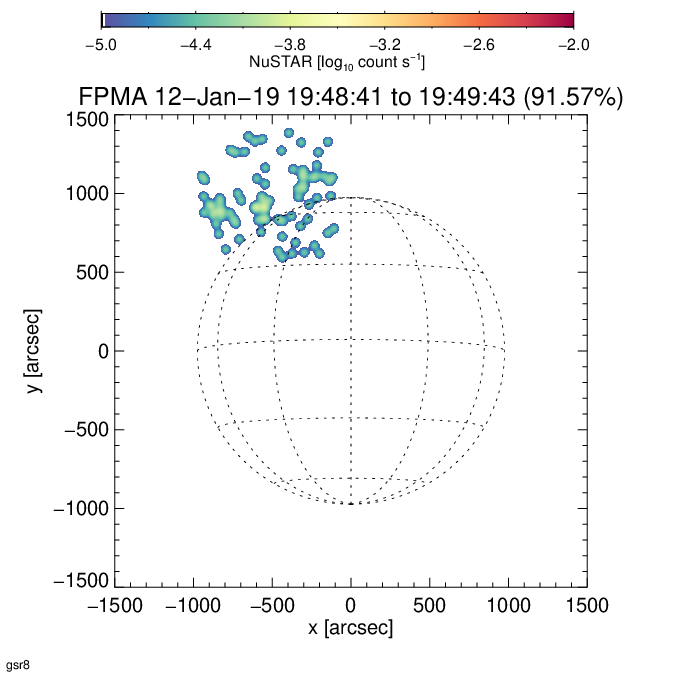 −5.0 −4.4 −3.8 −3.2 −2.6 −2.0
NuSTAR [log10 count s−1]
FPMA 12−Jan−19 19:48:41 to 19:49:43 (91.57%)
1500
1000
500
0
−500
−1000
−1500
y [arcsec]
−1500 −1000 −500 0 500 1000 1500
x [arcsec]
gsr8